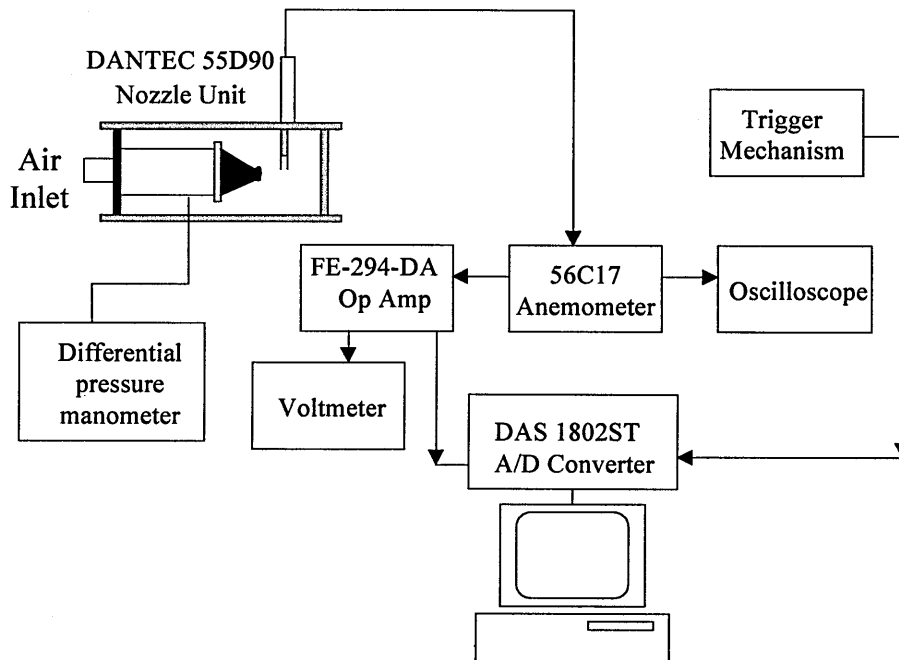 DANTEC 55D90
Nozzle Unit
Air
Inlet
Trigger
Mechanism
FE-294-DA
Op Amp
56C17
Anemometer
Oscilloscope
Differential
pressure
manometer
Voltmeter
DAS 1802ST
A/D Converter